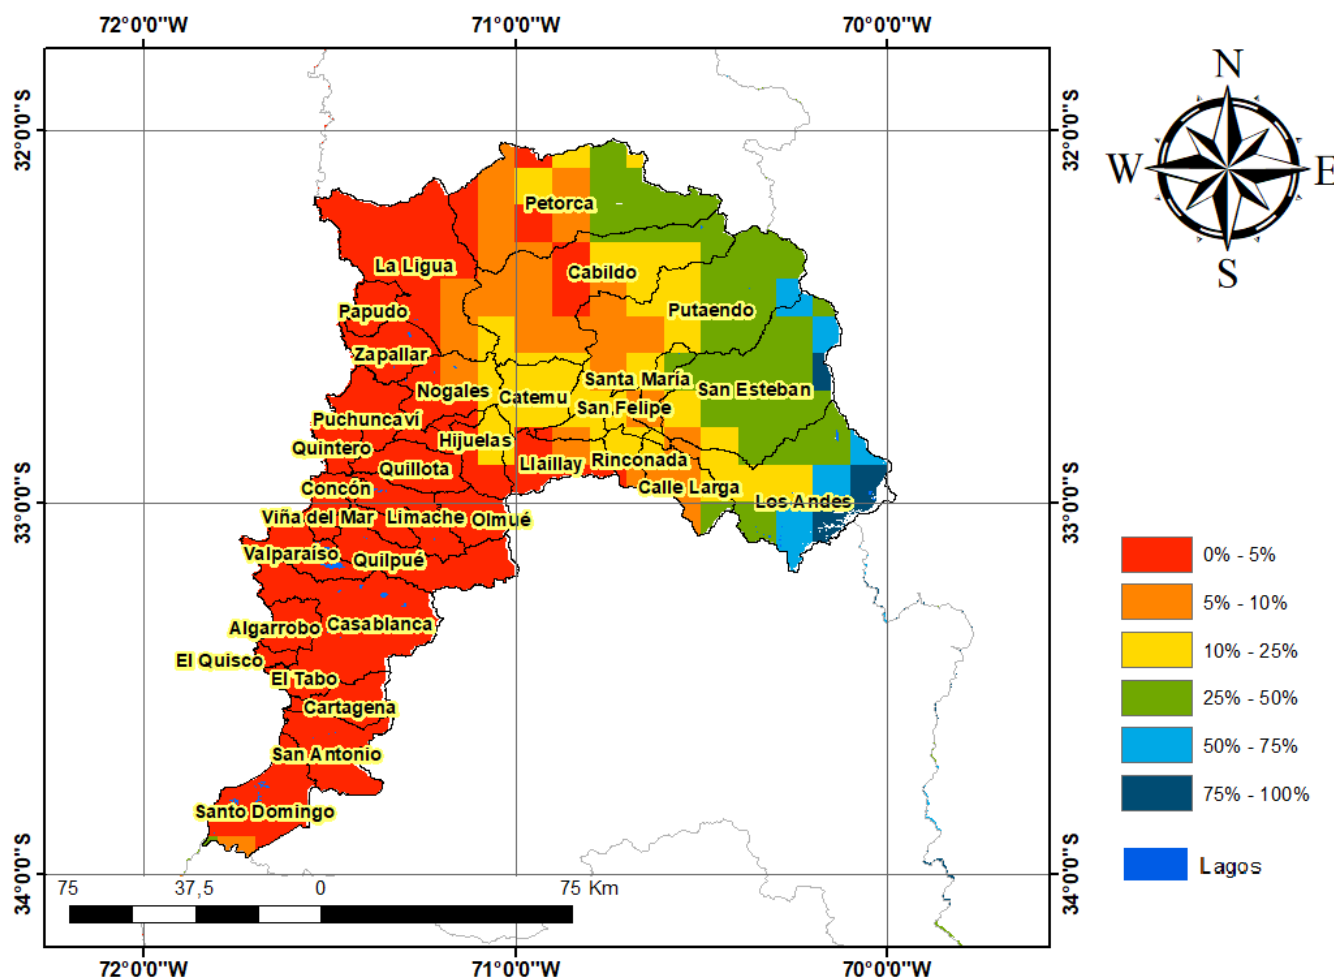 72°0'0"W 71°0'0"W 70°0'0"W
N
W E
S
32°0'0"S 32°0'0"S
33°0'0"S 33°0'0"S
34°0'0"S 34°0'0"S
Petorca
La Ligua
Cabildo
Papudo
Putaendo
Zapallar
Santa María
Nogales
Catemu
San Esteban
San Felipe
Puchuncaví
Hijuelas
Quintero
Quillota
Llaillay
Rinconada
Concón
Calle Larga
Los Andes
Viña del Mar
Limache
Olmué
Valparaíso
Quilpué
Algarrobo
Casablanca
El Quisco
El Tabo
Cartagena
San Antonio
Santo Domingo
0% - 5%
5% - 10%
10% - 25%
25% - 50%
50% - 75%
75% - 100%
Lagos
75 37,5 0 75 Km
72°0'0"W 71°0'0"W 70°0'0"W